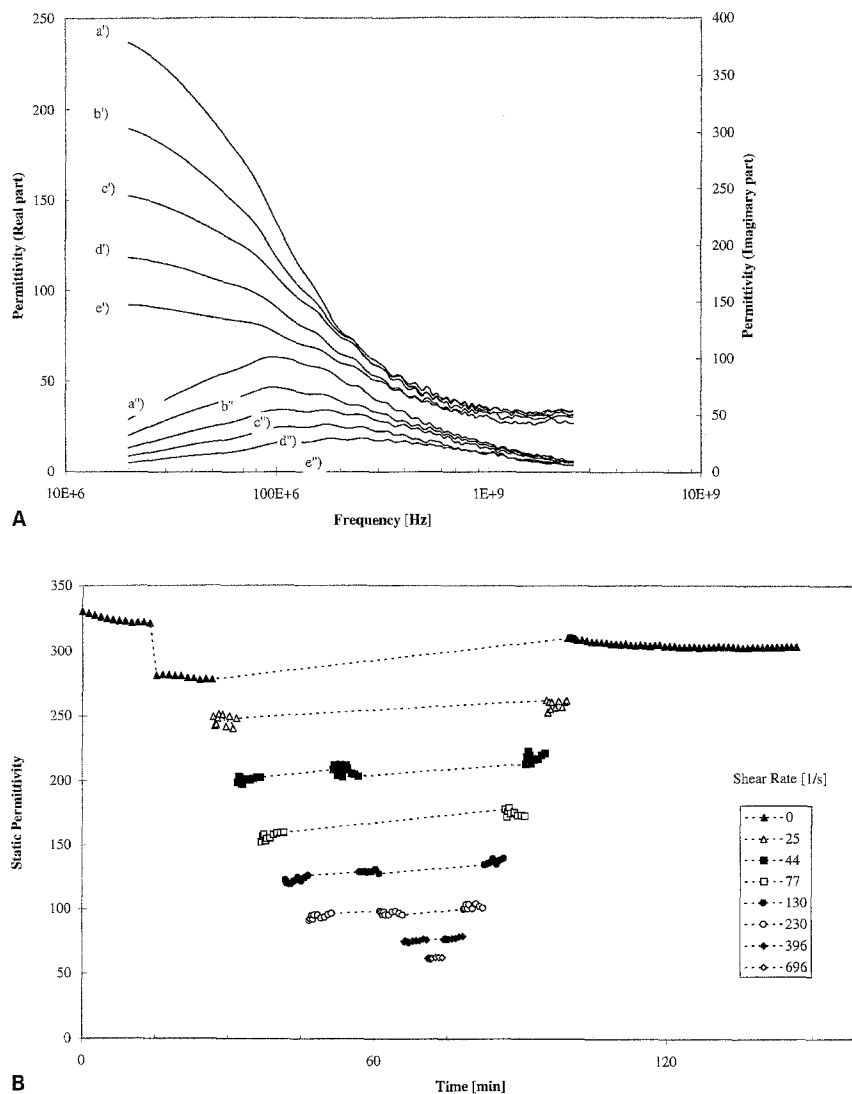 250
200
150
100
50
0
Permittivity (Real part)
400
350
300
250
200
150
100
50
0
Permittivity (Imaginary part)
a')
b')
c')
d')
e')
a'')
b''
c'')
d'')
e'')
10E+6
100E+6
1E+9
10E+9
Frequency [Hz]
A
350
300
250
200
150
100
50
0
Static Permittivity
Shear Rate [1/s]
0
25
44
77
130
230
396
696
0
60
120
Time [min]
B